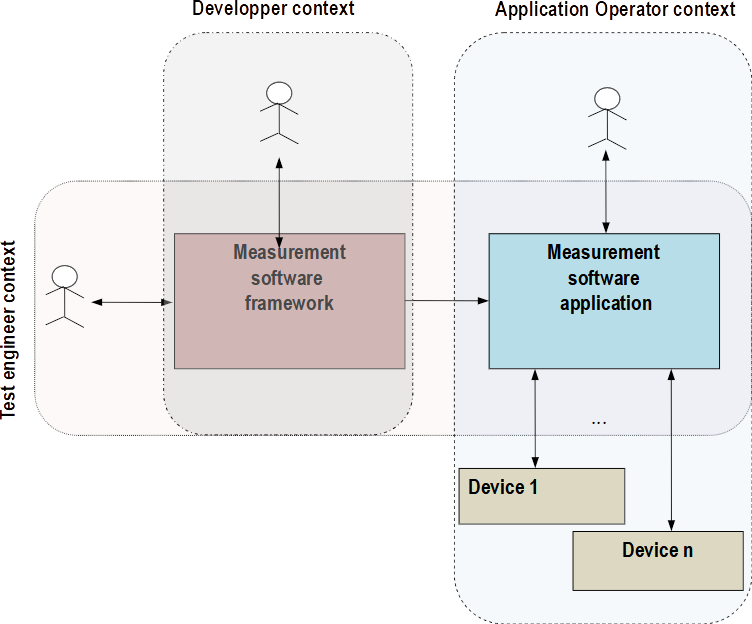 Developper context
Application Operator context
Test engineer context
Measurement
software
framework
Measurement
software
application
...
Device 1
Device n